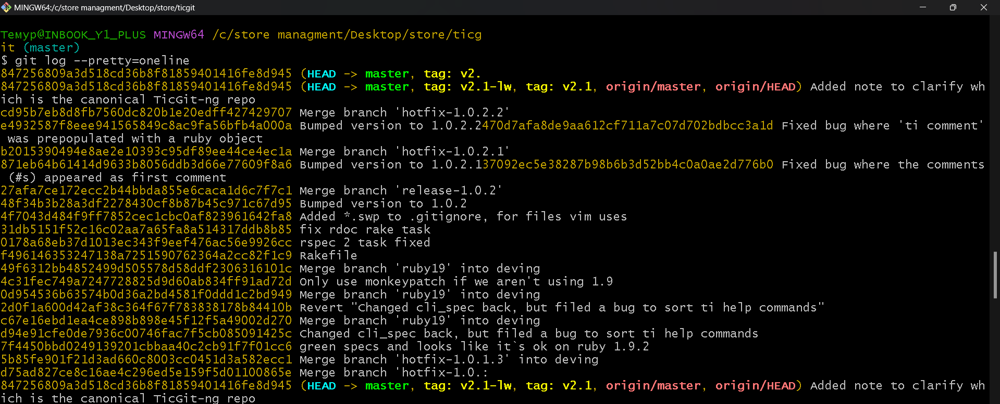 MINGW64:/c/store managment/Desktop/store/ticgit
Темур@INBOOK_Y1_PLUS MINGW64 /c/store managment/Desktop/store/ticg
it (master)
$ git log --pretty=oneline
847256809a3d518cd36b8f81859401416fe8d945 (HEAD -> master, tag: v2.
847256809a3d518cd36b8f81859401416fe8d945 (HEAD -> master, tag: v2.1-lw, tag: v2.1, origin/master, origin/HEAD) Added note to clarify wh
ich is the canonical TicGit-ng repo
cd95b7eb8d8fb7560dc820b1e20edff427429707 Merge branch 'hotfix-1.0.2.2'
e4932587f8eee941565849c8ac9fa56bfb4a000a Bumped version to 1.0.2.2470d7afa8de9aa612cf711a7c07d702bdbcc3a1d Fixed bug where 'ti comment'
was prepopulated with a ruby object
b2015390494e8ae2e10393c95df89ee44ce4ec1a Merge branch 'hotfix-1.0.2.1'
871eb64b61414d9633b8056ddb3d66e77609f8a6 Bumped version to 1.0.2.137092ec5e38287b98b6b3d52bb4c0a0ae2d776b0 Fixed bug where the comments
(#s) appeared as first comment
27afa7ce172ecc2b44bbda855e6caca1d6c7f7c1 Merge branch 'release-1.0.2'
48f34b3b28a3df2278430cf8b87b45c971c67d95 Bumped version to 1.0.2
4f7043d484f9ff7852cec1cbc0af823961642fa8 Added *.swp to .gitignore, for files vim uses
31db5151f52c16c02aa7a65fa8a514317ddb8b85 fix rdoc rake task
0178a68eb37d1013ec343f9eef476ac56e9926cc rspec 2 task fixed
f496146353247138a7251590762364a2cc82f1c9 Rakefile
49f6312bb4852499d505578d58ddf2306316101c Merge branch 'ruby19' into deving
4c31fec749a7247728825d9d60ab834ff91ad72d Only use monkeypatch if we aren't using 1.9
0d954536b63574b0d36a2bd4581f0ddd1c2bd949 Merge branch 'ruby19' into deving
2d0f1a600d42af38c364f67f783838178b84410b Revert "Changed cli_spec back, but filed a bug to sort ti help commands"
c67e16ebd1ea4ce898b898e45f12f5a49002d270 Merge branch 'ruby19' into deving
d94e91cfe0de7936c00746fac7f5cb085091425c Changed cli_spec back, but filed a bug to sort ti help commands
7f4450bbd0249139201cbbaa40c2cb91f7f01cc6 green specs and looks like it`s ok on ruby 1.9.2
5b85fe901f21d3ad660c8003cc0451d3a582ecc1 Merge branch 'hotfix-1.0.1.3' into deving
d75ad827ce8c16ae4c296ed5e159f5d01100865e Merge branch 'hotfix-1.0.:
847256809a3d518cd36b8f81859401416fe8d945 (HEAD -> master, tag: v2.1-lw, tag: v2.1, origin/master, origin/HEAD) Added note to clarify wh
ich is the canonical TicGit-ng repo